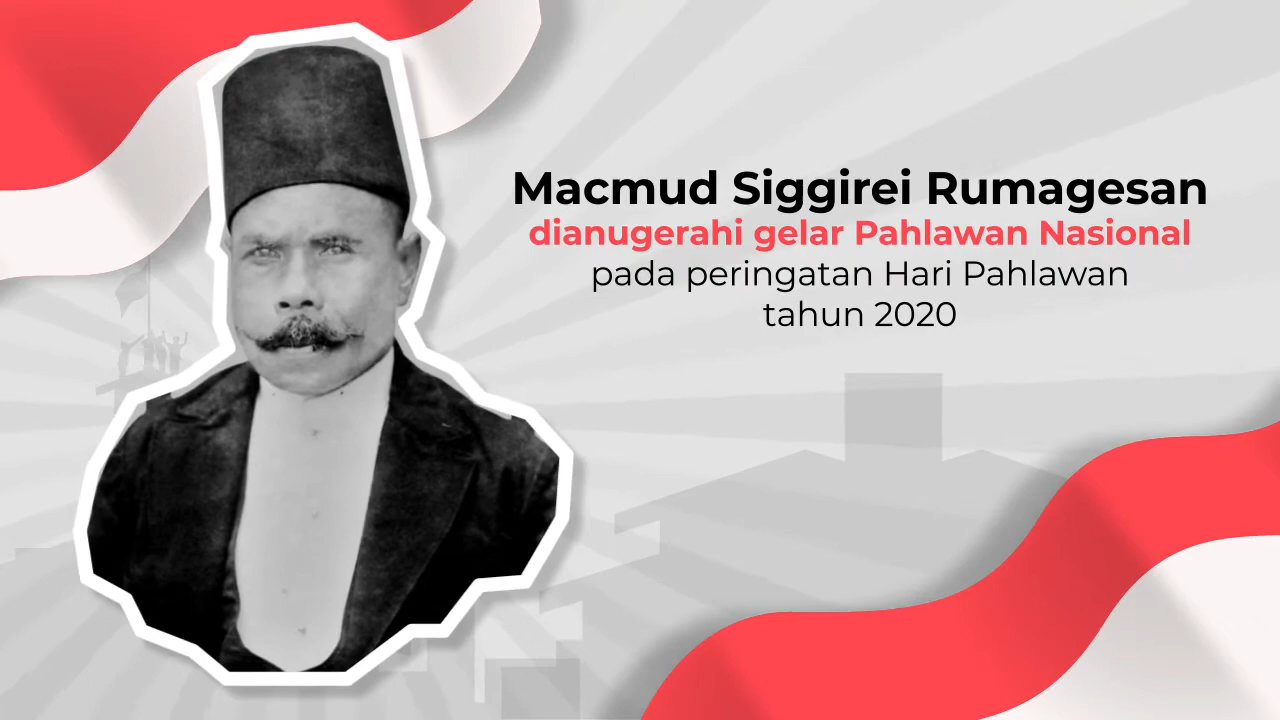 Macmud Siggirei Rumagesan
dianugerahi gelar Pahlawan Nasional
pada peringatan Hari Pahlawan
tahun 2020